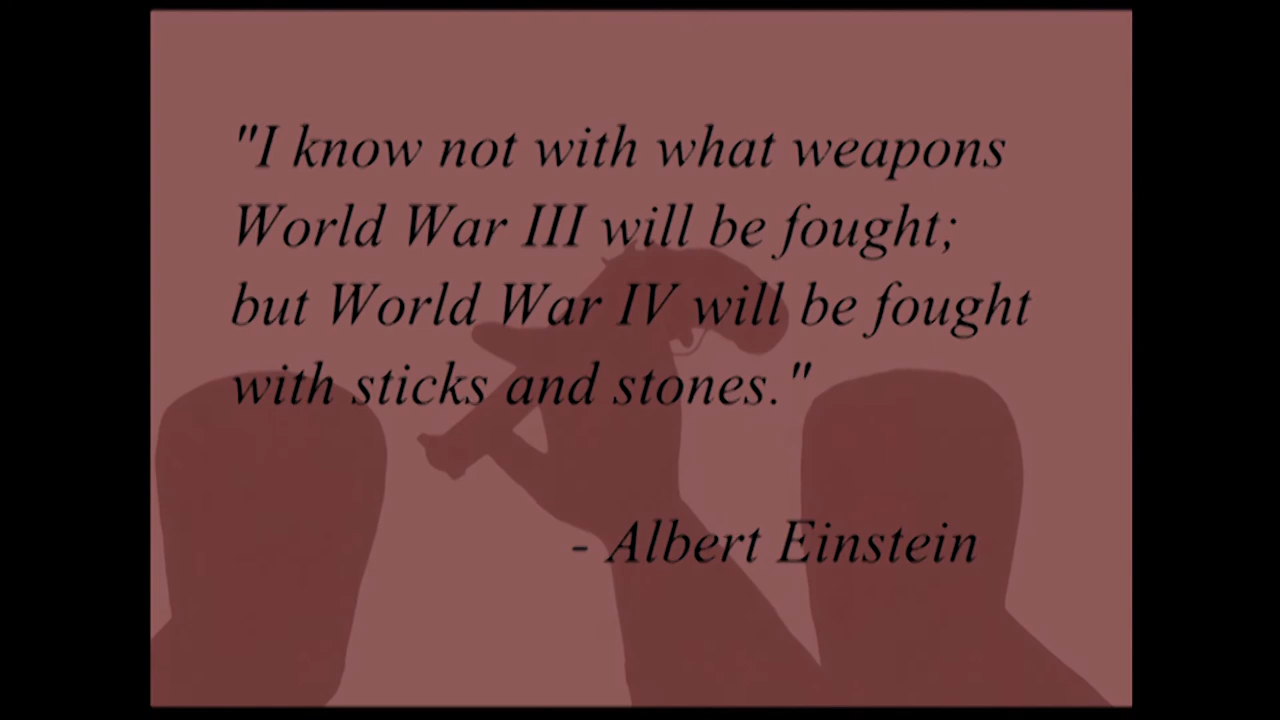 "I know not with what weapons
World War III will be fought;
but World War IV will be fought
with sticks and stones."
- Albert Einstein